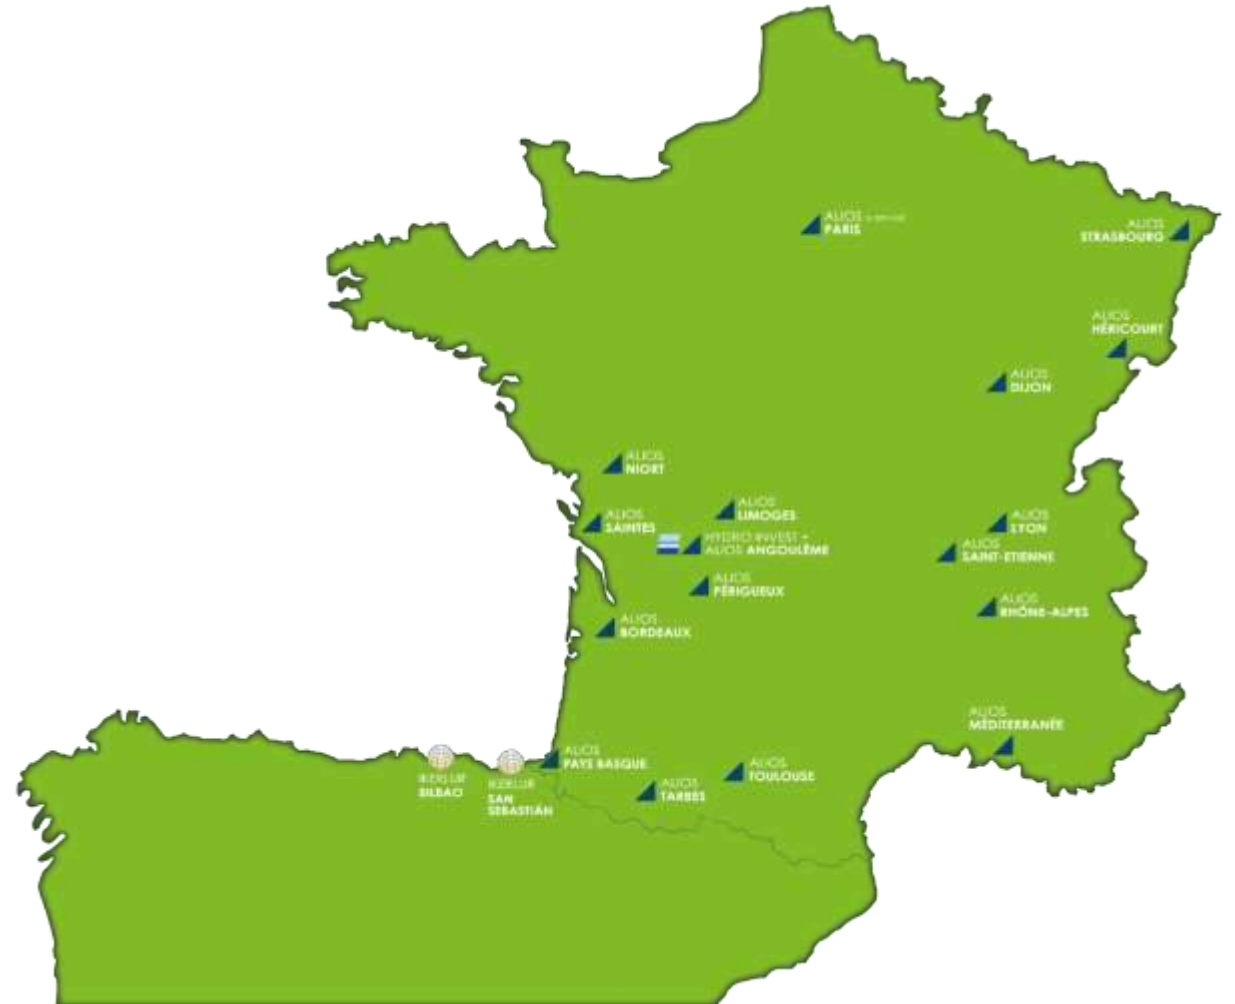 ALIOS
PARIS
ALIOS
STRASBOURG
ALIOS
HÉRICOURT
ALIOS
DIJON
ALIOS
NIORT
ALIOS
LIMOGES
ALIOS
SAINTES
ALIOS
LYON
HYDRO INVEST +
ALIOS ANGOULÊME
ALIOS
SAINT-ETIENNE
ALIOS
PÉRIGUEUX
ALIOS
RHÔNE-ALPES
ALIOS
BORDEAUX
ALIOS
MÉDITERRANÉE
ALIOS
PAYS BASQUE
ALIOS
TOULOUSE
IKERLUR
BILBAO
IKERLUR
SAN
SEBASTIÁN
ALIOS
TARBES